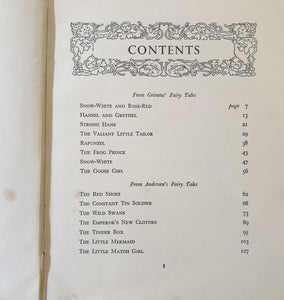 CONTENTS
From Grimms' Fairy Tales
SNOW-WHITE AND ROSE-RED page 7
HANSEL AND GRETHEL 13
STRONG HANS 21
THE VALIANT LITTLE TAILOR 29
RAPUNZEL 38
THE FROG PRINCE 43
SNOW-WHITE 47
THE GOOSE GIRL 56
From Andersen's Fairy Tales
THE RED SHOES 62
THE CONSTANT TIN SOLDIER 68
THE WILD SWANS 73
THE EMPEROR'S NEW CLOTHES 89
THE TINDER BOX 95
THE LITTLE MERMAID 103
THE LITTLE MATCH GIRL 127
5